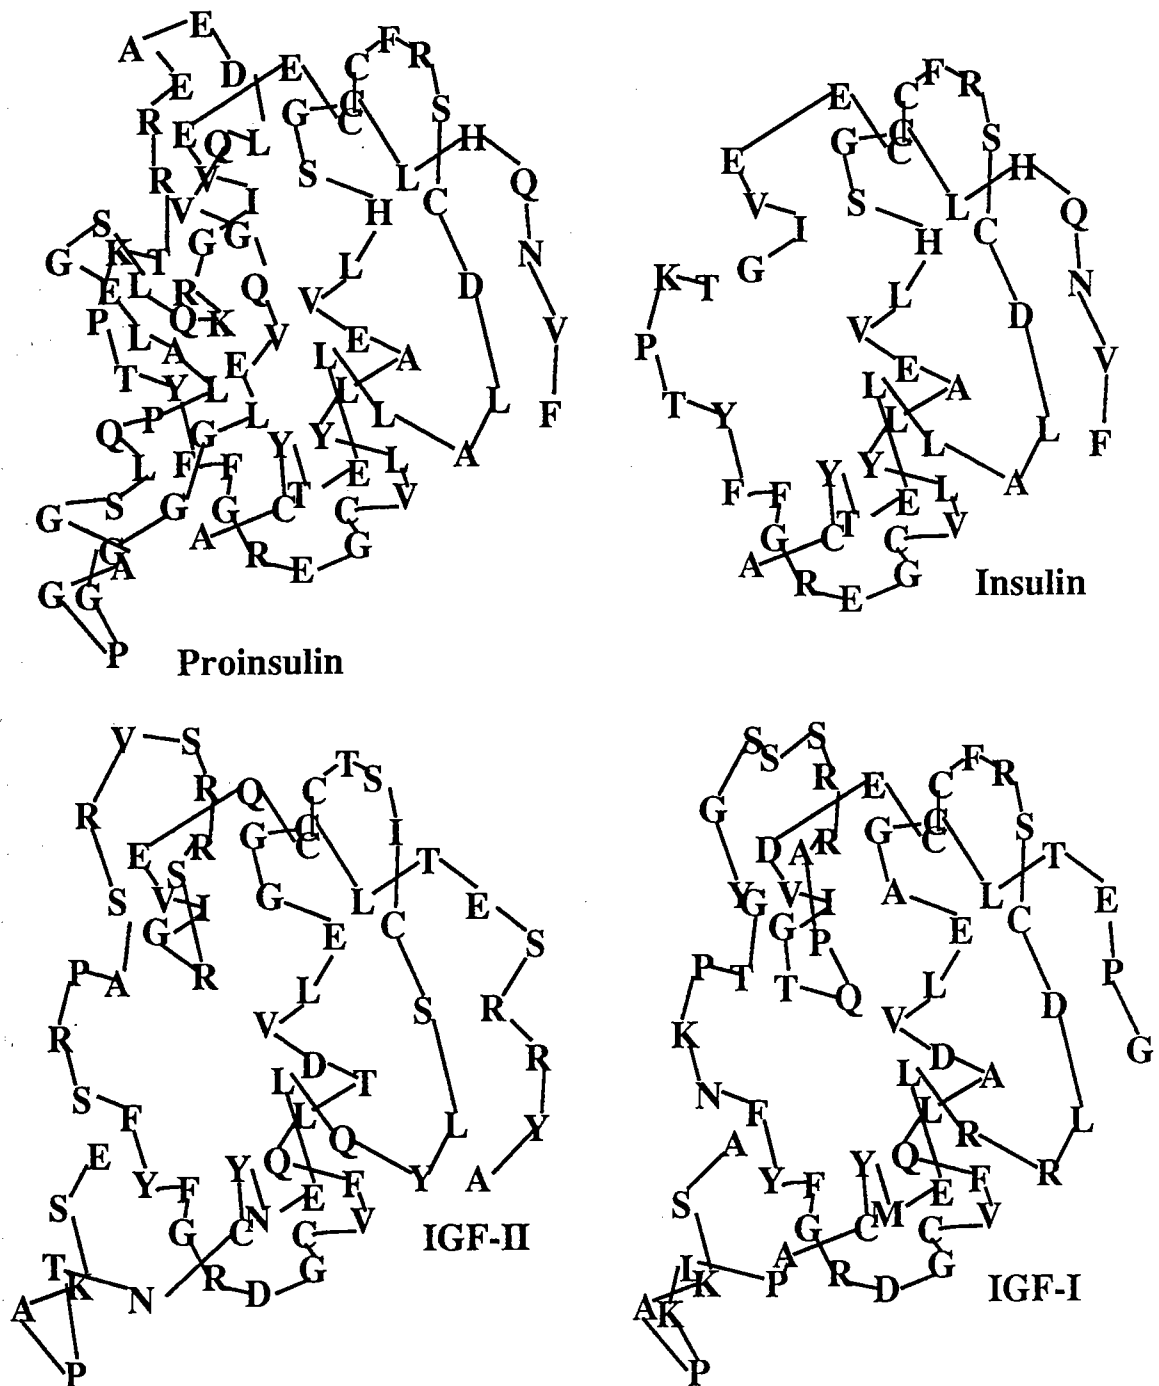 E F
A D E C R
E G C S
R E Q L C H
R V S L Q
V I H C
S G G N
K T L
G L R Q V D
E Q K V V
P L A E E A
T Y L L L L
Q P G L L F
L Y Y A
F F E L
S T V
G G G C C
A G
G A R E
G G
P
Proinsulin
F
E C R
G C S
E C H
V S L Q
I H C
K T G N
L
P V D
E V
T Y L A
L L
L F
F F Y Y A
E L
G T C V
A C
R E G
Insulin
V S T
R Q C S
R G C I
E R T
S S V I G L E
G E C S
P A R
L S R
R V
D R
S F L T
L L Y
E Q Q
Y F Y Y A
S E F
G N C V
C
T R D G
K N
A
P
IGF-II
S S S F
R E C R
G G C S
D A R C T
Y G V I A L E
G P E C
P T
T Q L P
K V D
D G
N F L A
A L R L
Y F Y Q R
S E F
G M C V
A C
I K P R D G
A K
P
IGF-I